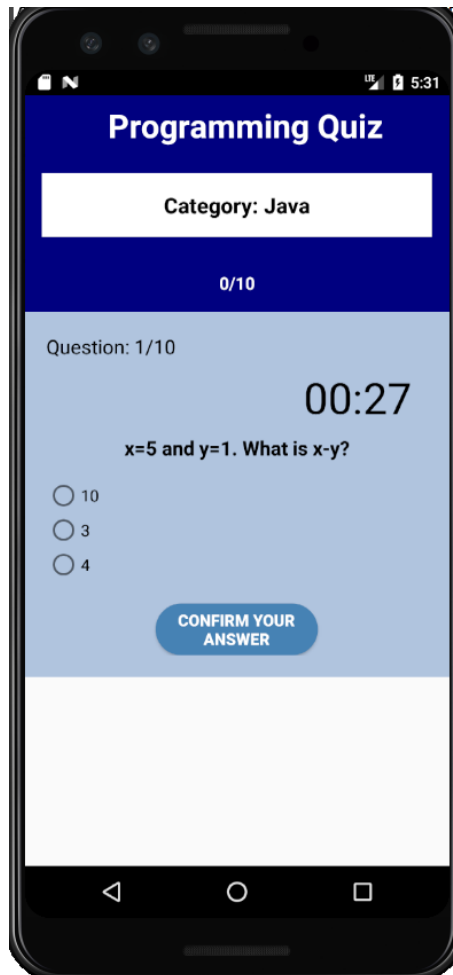 LTE 5:31
Programming Quiz
Category: Java
0/10
Question: 1/10
00:27
x=5 and y=1. What is x-y?
10
3
4
CONFIRM YOUR
ANSWER